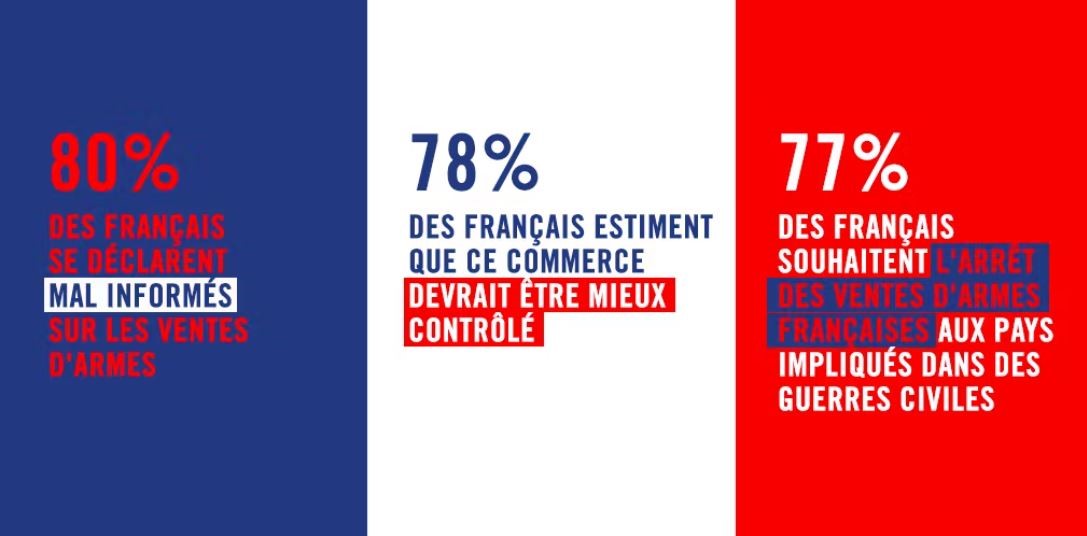 80%
DES FRANÇAIS
SE DÉCLARENT
MAL INFORMÉS
SUR LES VENTES
D'ARMES
78%
DES FRANÇAIS ESTIMENT
QUE CE COMMERCE
DEVRAIT ÊTRE MIEUX
CONTRÔLÉ
77%
DES FRANÇAIS
SOUHAITENT L'ARRÊT
DES VENTES D'ARMES
FRANÇAISES AUX PAYS
IMPLIQUÉS DANS DES
GUERRES CIVILES